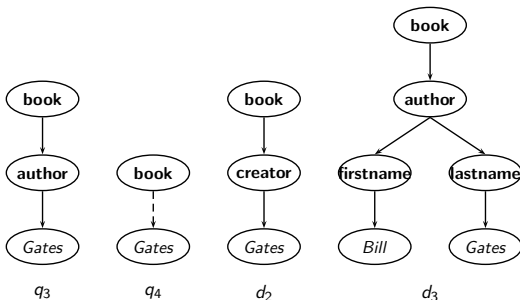 book
book book author
author book creator firstname lastname
Gates Gates Gates Bill Gates
q3 q4 d2 d3